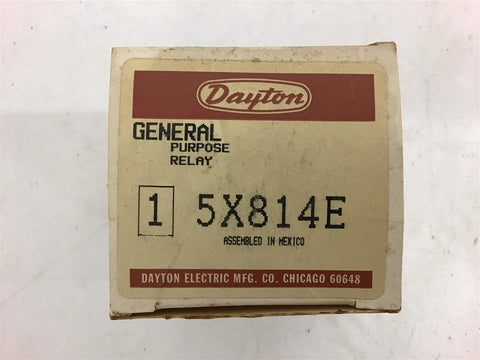 Dayton
GENERAL
PURPOSE
RELAY
1 5X814E
ASSEMBLED IN MEXICO
DAYTON ELECTRIC MFG. CO. CHICAGO 60648